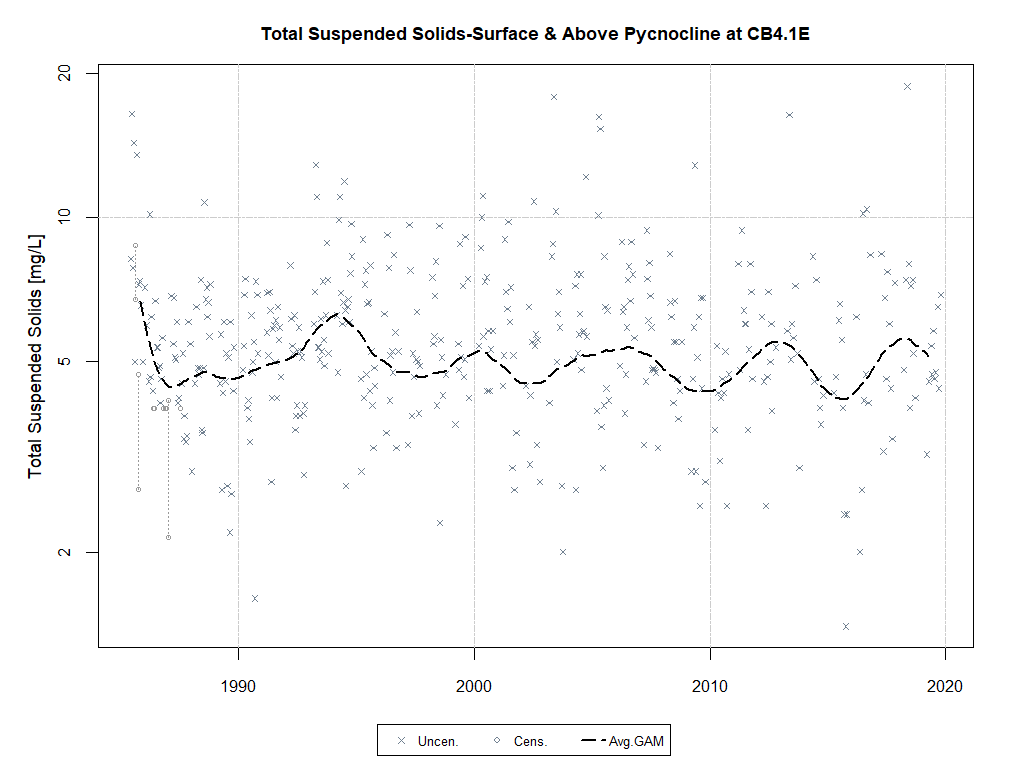 Total Suspended Solids-Surface & Above Pycnocline at CB4.1E
Total Suspended Solids [mg/L]
20
10
5
2
1990 2000 2010 2020
Uncen. Cens. Avg.GAM